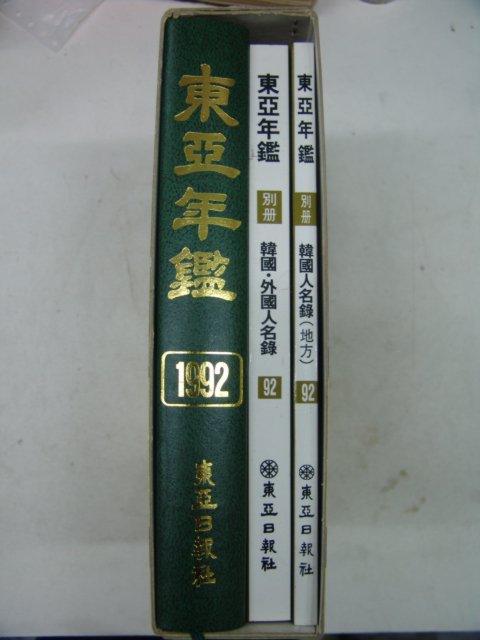 東亞年鑑
1992
東亞日報社
東亞年鑑
別册
韓國·外國人名錄
92
東亞日報社
東亞年鑑
別册
韓國人名錄(地方)
92
東亞日報社